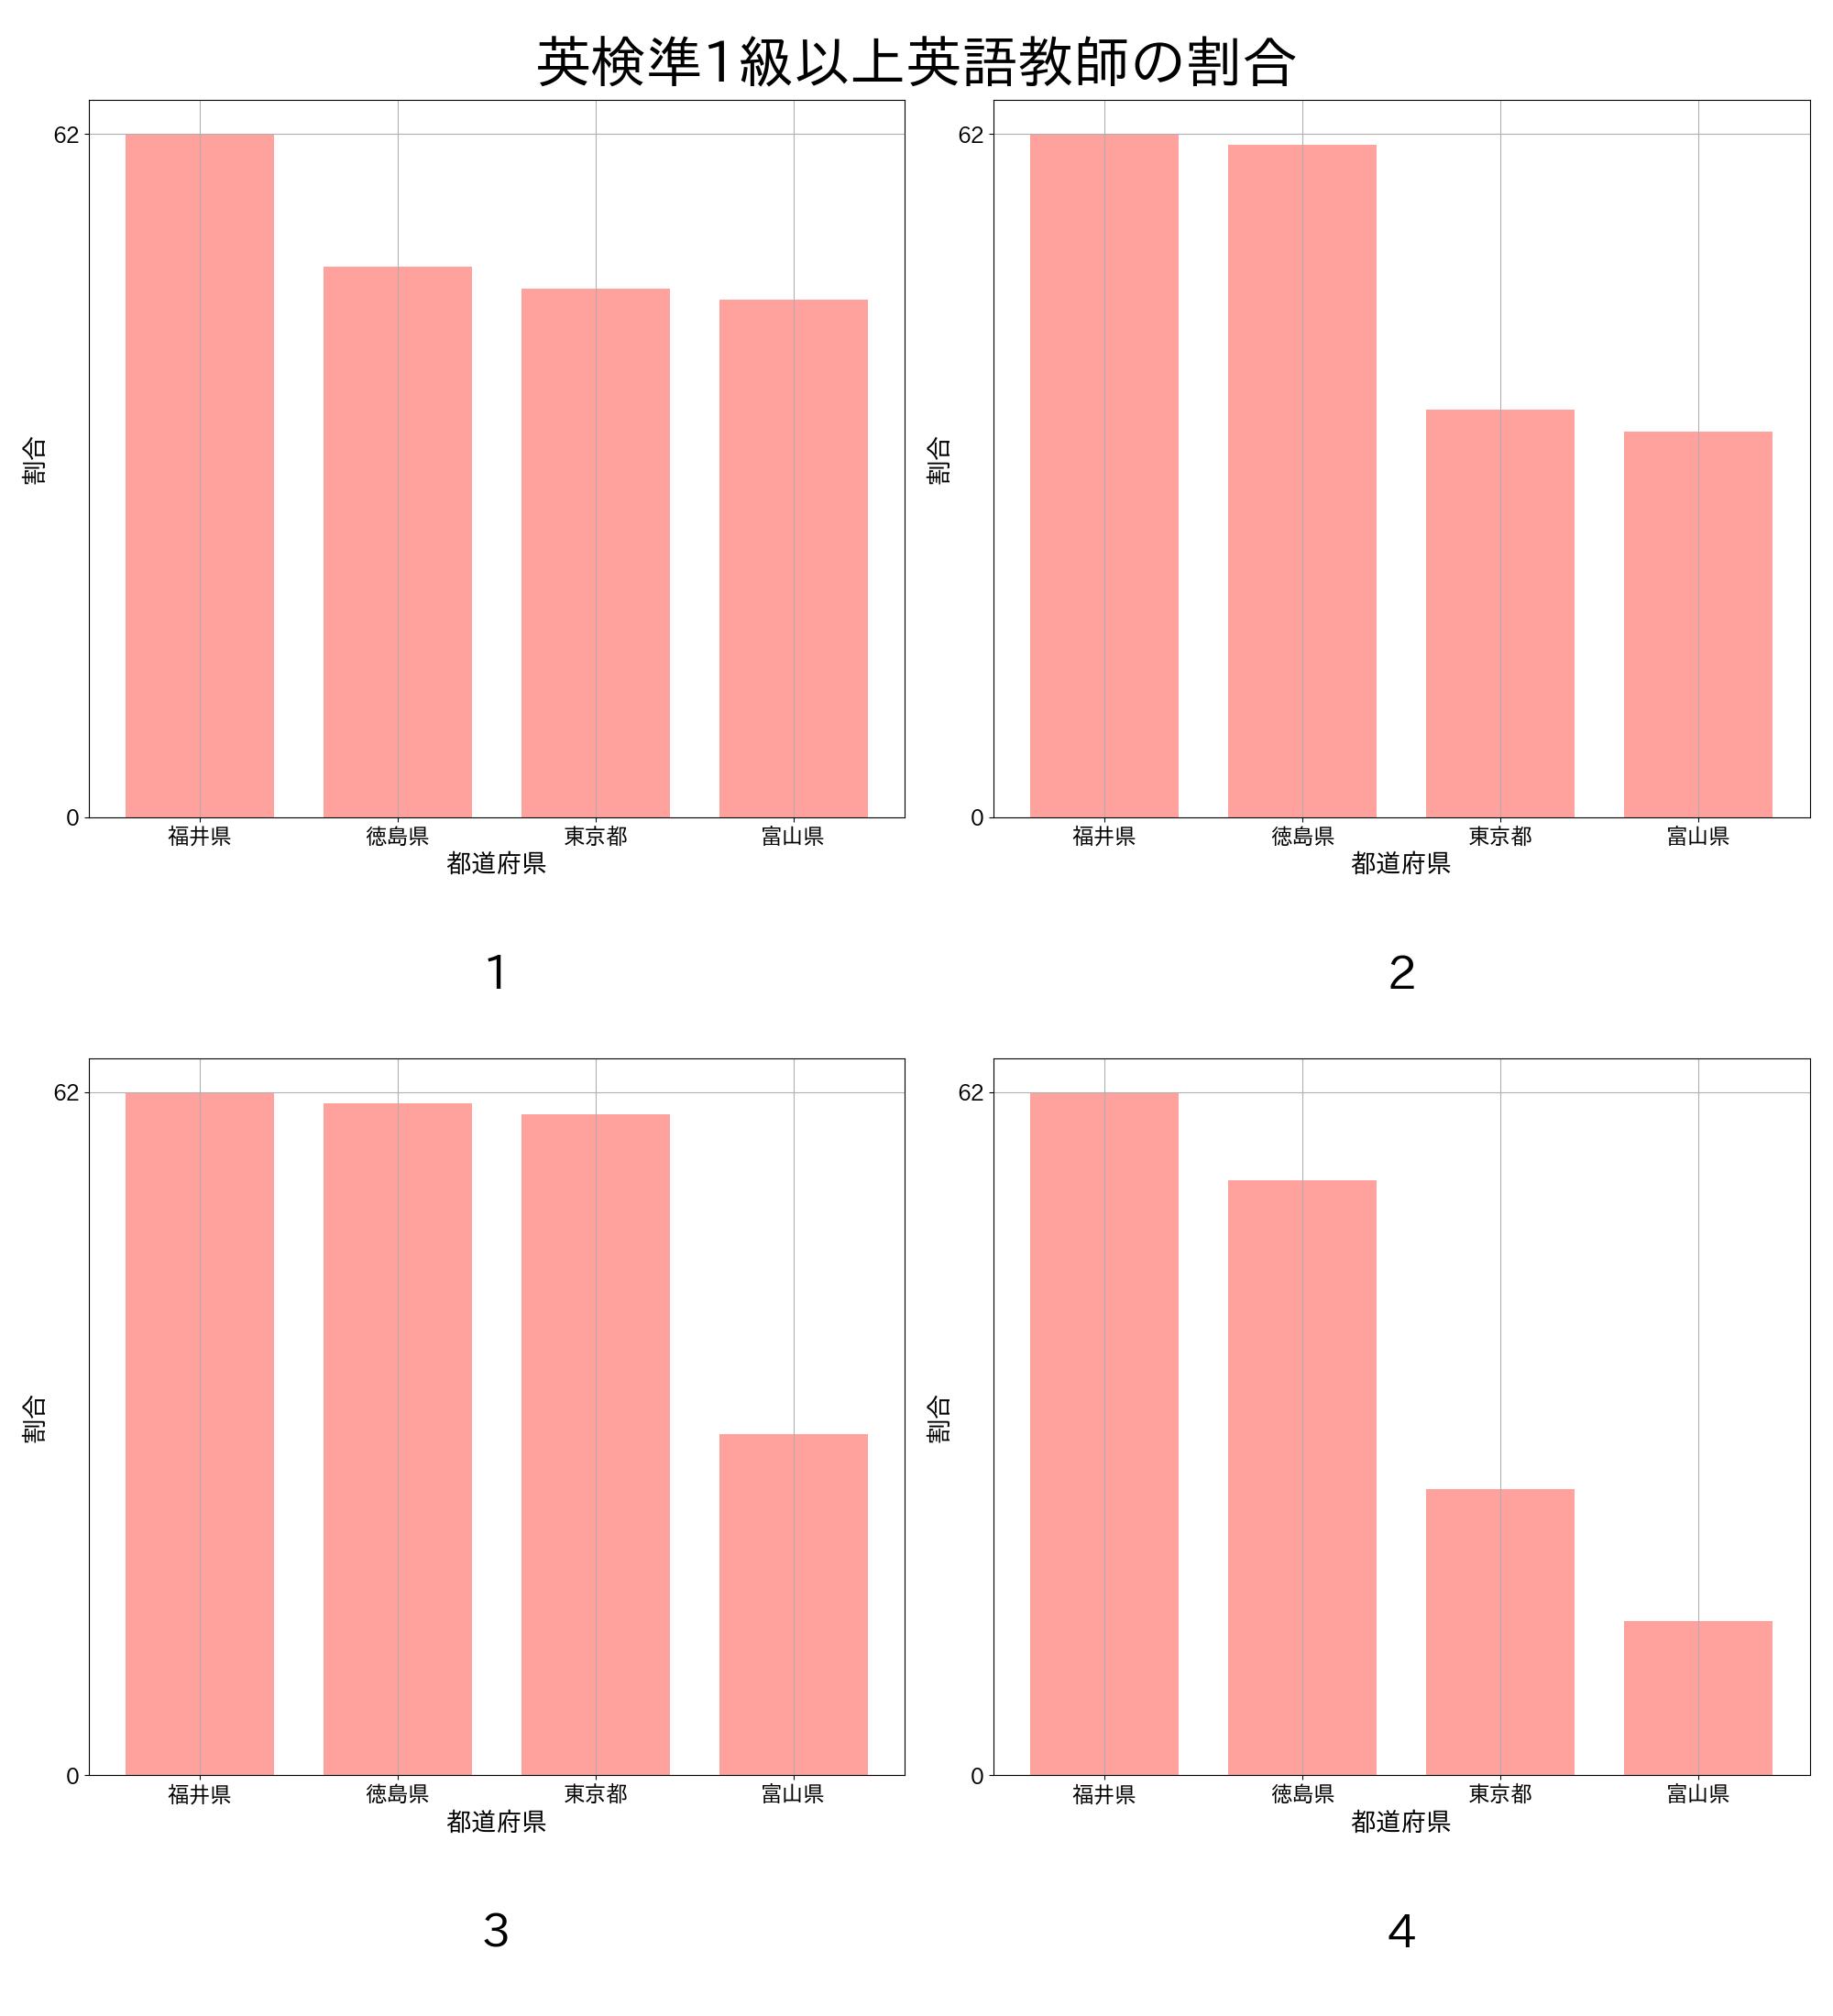 英検準1級以上英語教師の割合
62
割合
0
福井県 徳島県 東京都 富山県
都道府県
1
62
割合
0
福井県 徳島県 東京都 富山県
都道府県
2
62
割合
0
福井県 徳島県 東京都 富山県
都道府県
3
62
割合
0
福井県 徳島県 東京都 富山県
都道府県
4